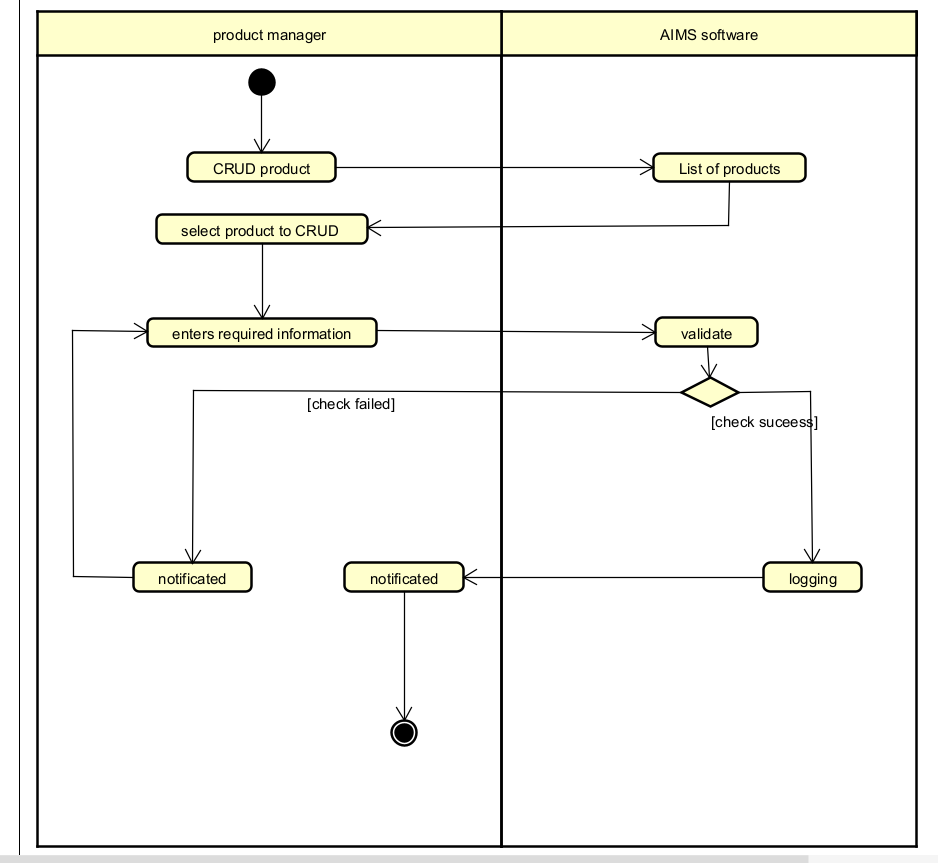 product manager
AIMS software
CRUD product
List of products
select product to CRUD
enters required information
validate
[check failed]
[check suceess]
notificated
notificated
logging